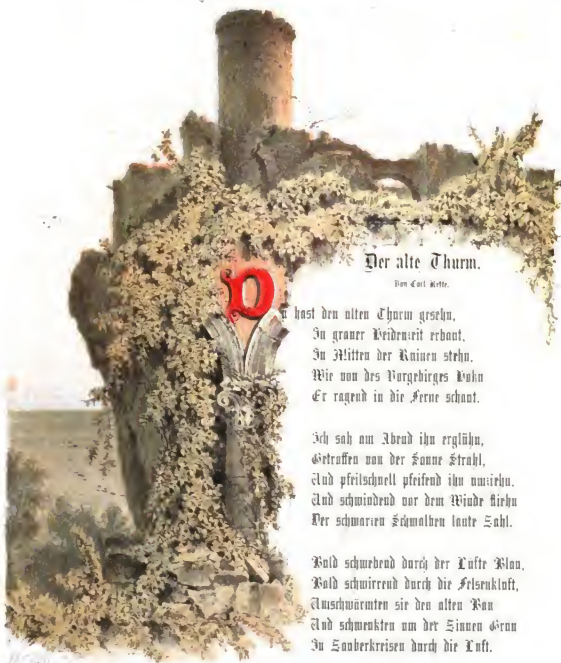 Der alte Thurm.
Von Carl Kette.
Du hast den alten Thurm gesehn,
In grauer Heidenzeit erbaut,
In Mitten der Ruinen stehn,
Wie von des Vorgebirges Höhn
Er ragend in die Ferne schaut.
Ich sah am Abend ihn erglühn,
Getroffen von der Sonne Strahl,
Und pfeilschnell pfeifend ihn umziehn,
Und schwindend vor dem Winde fliehn
Der schwarzen Schwalben laute Zahl.
Bald schwebend durch der Lüfte Blau,
Bald schwirrend durch die Felsenkluft,
Umschwärmten sie den alten Bau
Und schwenkten um der Zinnen Grau
In Zauberkreisen durch die Luft.